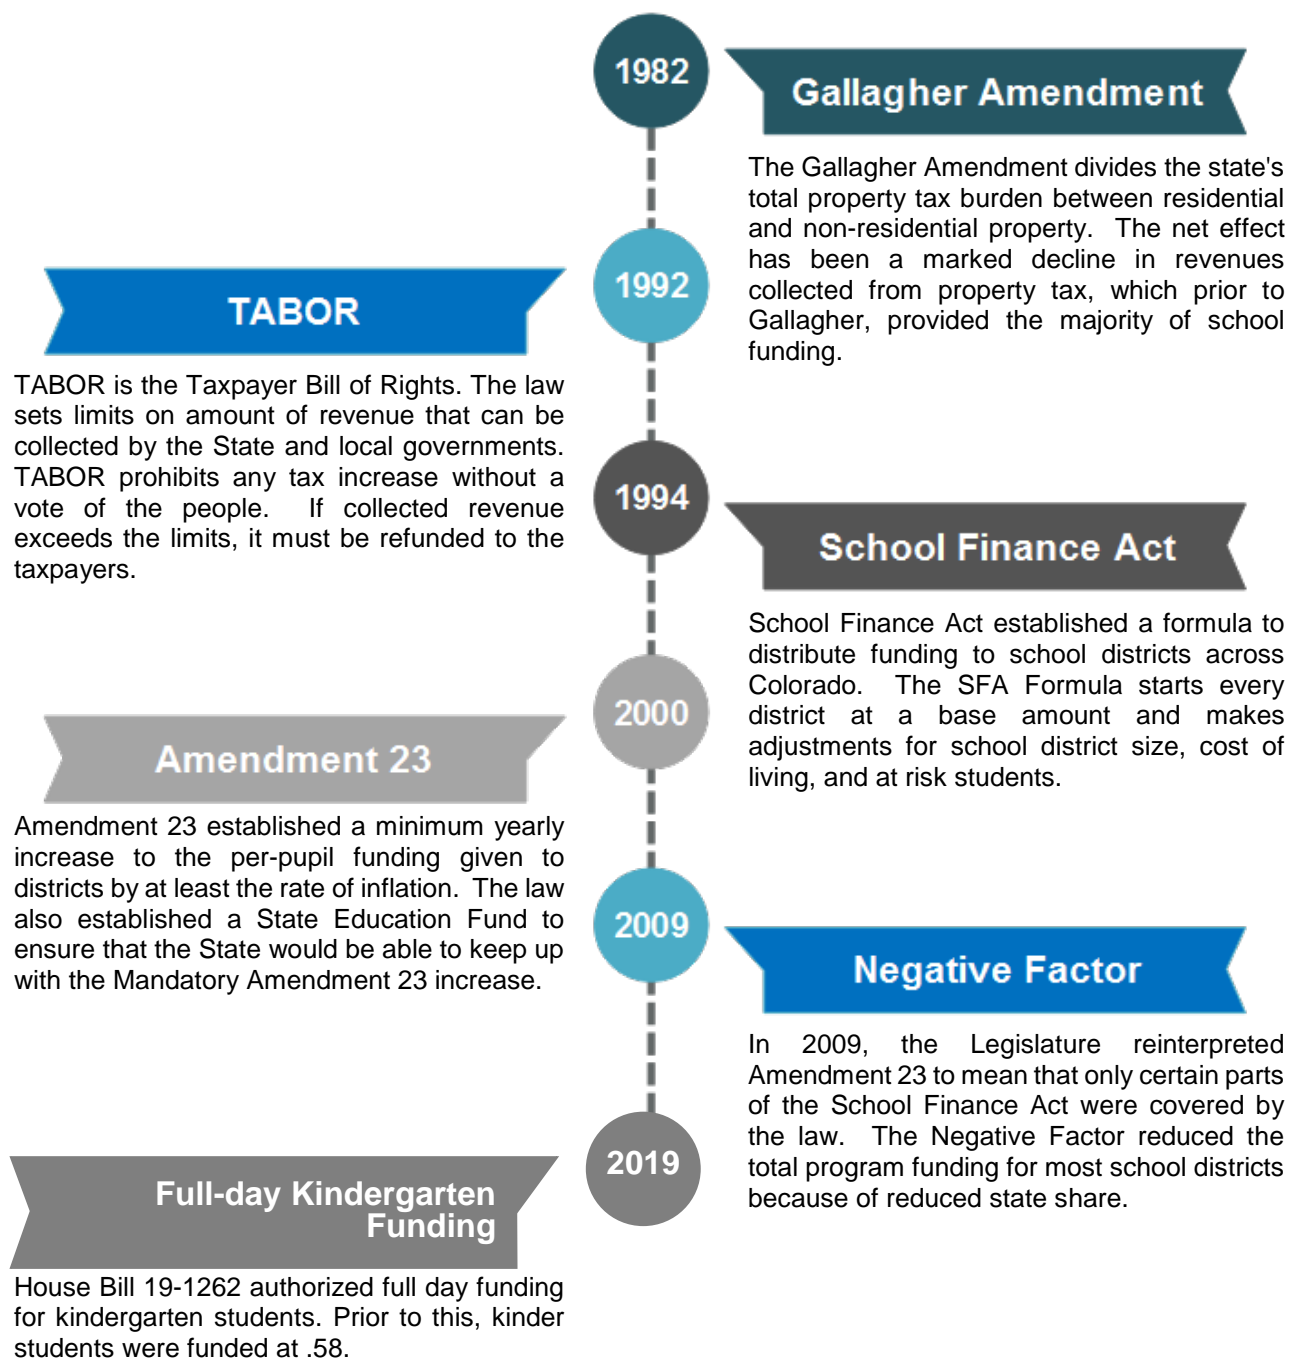 1982
Gallagher Amendment
The Gallagher Amendment divides the state's
total property tax burden between residential
and non-residential property. The net effect
has been a marked decline in revenues
collected from property tax, which prior to
Gallagher, provided the majority of school
funding.
1992
TABOR
TABOR is the Taxpayer Bill of Rights. The law
sets limits on amount of revenue that can be
collected by the State and local governments.
TABOR prohibits any tax increase without a
vote of the people. If collected revenue
exceeds the limits, it must be refunded to the
taxpayers.
1994
School Finance Act
School Finance Act established a formula to
distribute funding to school districts across
Colorado. The SFA Formula starts every
district at a base amount and makes
adjustments for school district size, cost of
living, and at risk students.
2000
Amendment 23
Amendment 23 established a minimum yearly
increase to the per-pupil funding given to
districts by at least the rate of inflation. The law
also established a State Education Fund to
ensure that the State would be able to keep up
with the Mandatory Amendment 23 increase.
2009
Negative Factor
In 2009, the Legislature reinterpreted
Amendment 23 to mean that only certain parts
of the School Finance Act were covered by
the law. The Negative Factor reduced the
total program funding for most school districts
because of reduced state share.
2019
Full-day Kindergarten
Funding
House Bill 19-1262 authorized full day funding
for kindergarten students. Prior to this, kinder
students were funded at .58.